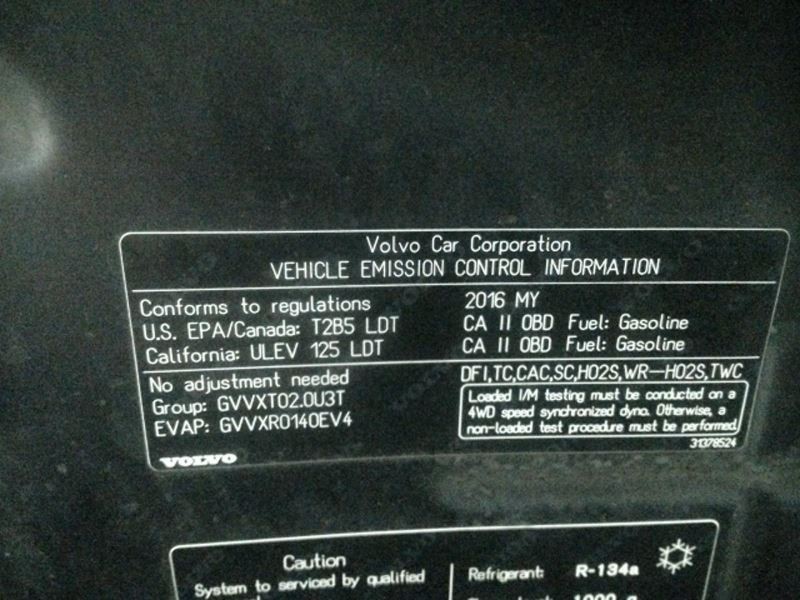 Volvo Car Corporation
VEHICLE EMISSION CONTROL INFORMATION
Conforms to regulations
U.S. EPA/Canada: T2B5 LDT
California: ULEV 125 LDT
2016 MY
CA II OBD Fuel: Gasoline
CA II OBD Fuel: Gasoline
No adjustment needed
Group: GVVXT02.0U3T
EVAP: GVVXR0140EV4
DFI,TC,CAC,SC,HO2S,WR-HO2S,TWC
Loaded I/M testing must be conducted on a
4WD speed synchronized dyno. Otherwise, a
non-loaded test procedure must be performed
31378524
VOLVO
Caution
System to serviced by qualified
Refrigerant: R-134a